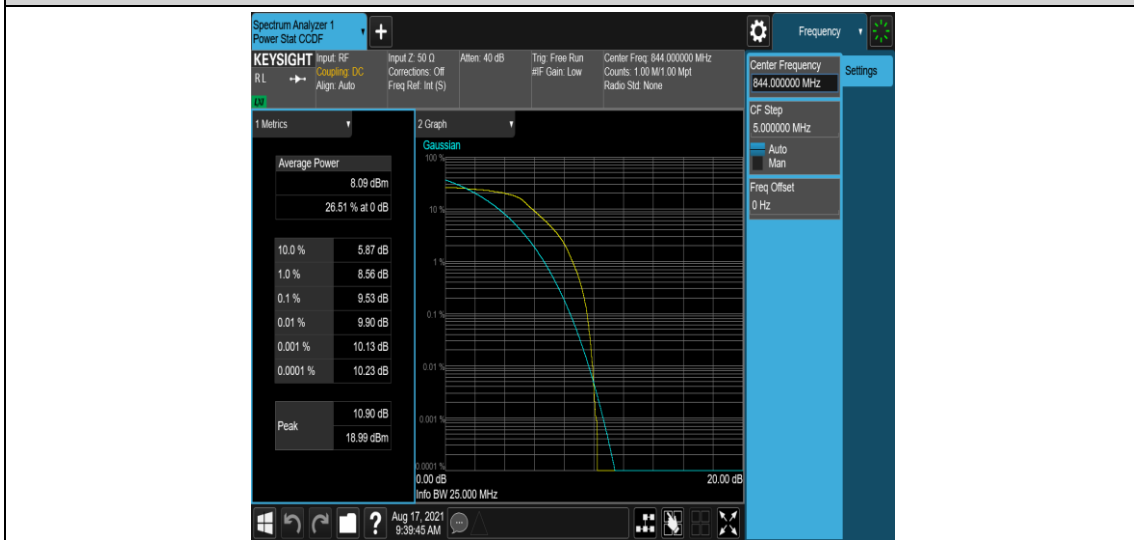 Spectrum Analyzer 1
Power Stat CCDF
+
Frequency
KEYSIGHT
RL
LXI
Input: RF
Coupling: DC
Align: Auto
Input Z: 50 Ω
Corrections: Off
Freq Ref: Int (S)
Atten: 40 dB
Trig: Free Run
#IF Gain: Low
Center Freq: 844.000000 MHz
Counts: 1.00 M/1.00 Mpt
Radio Std: None
Center Frequency
844.000000 MHz
Settings
CF Step
5.000000 MHz
Auto
Man
Freq Offset
0 Hz
1 Metrics
Average Power
8.09 dBm
26.51 % at 0 dB
10.0 % 5.87 dB
1.0 % 8.56 dB
0.1 % 9.53 dB
0.01 % 9.90 dB
0.001 % 10.13 dB
0.0001 % 10.23 dB
Peak
10.90 dB
18.99 dBm
2 Graph
Gaussian
100 %
10 %
1 %
0.1 %
0.01 %
0.001 %
0.0001 %
0.00 dB 20.00 dB
Info BW 25.000 MHz
?
Aug 17, 2021
9:39:45 AM